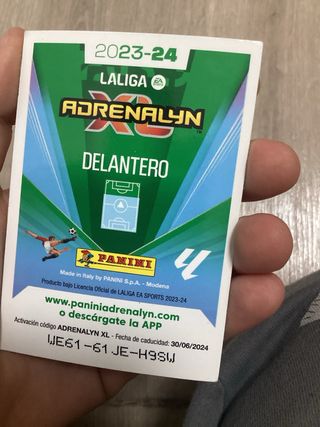 2023-24
LALIGA EA SPORTS
ADRENALYN
XL™
DELANTERO
PANINI
Made in Italy by PANINI S.p.A. - Modena
Producto bajo Licencia Oficial de LALIGA EA SPORTS 2023-24
www.paniniadrenalyn.com
o descárgate la APP
Activación código ADRENALYN XL - Fecha de caducidad: 30/06/2024
WE61-61JE-H9SW